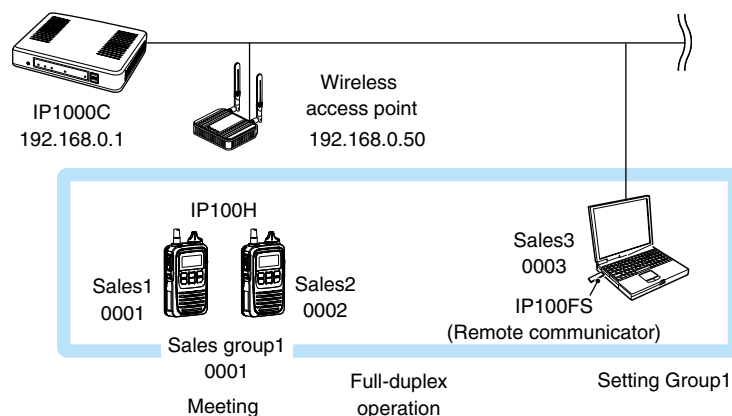 IP1000C
192.168.0.1
Wireless
access point
192.168.0.50
IP100H
Sales1
0001
Sales2
0002
Sales3
0003
IP100FS
(Remote communicator)
Sales group1
0001
Meeting
Full-duplex
operation
Setting Group1